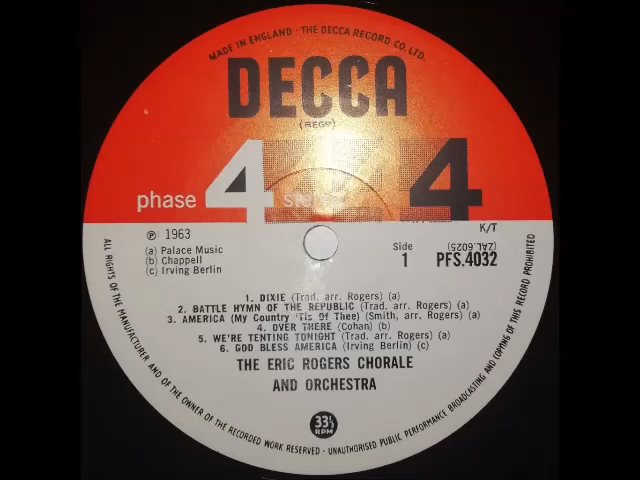 MADE IN ENGLAND · THE DECCA RECORD CO. LTD.
DECCA
(REGD)
phase 4 stereo 4
K/T
℗ 1963
(a) Palace Music
(b) Chappell
(c) Irving Berlin
Side
1
(ZAL.6025)
PFS.4032
1. DIXIE (Trad. arr. Rogers) (a)
2. BATTLE HYMN OF THE REPUBLIC (Trad. arr. Rogers) (a)
3. AMERICA (My Country 'Tis Of Thee) (Smith, arr. Rogers) (a)
4. OVER THERE (Cohan) (b)
5. WE'RE TENTING TONIGHT (Trad. arr. Rogers) (a)
6. GOD BLESS AMERICA (Irving Berlin) (c)
THE ERIC ROGERS CHORALE
AND ORCHESTRA
33⅓
RPM
ALL RIGHTS OF THE MANUFACTURER AND OF THE OWNER OF THE RECORDED WORK RESERVED · UNAUTHORISED PUBLIC PERFORMANCE BROADCASTING AND COPYING OF THIS RECORD PROHIBITED